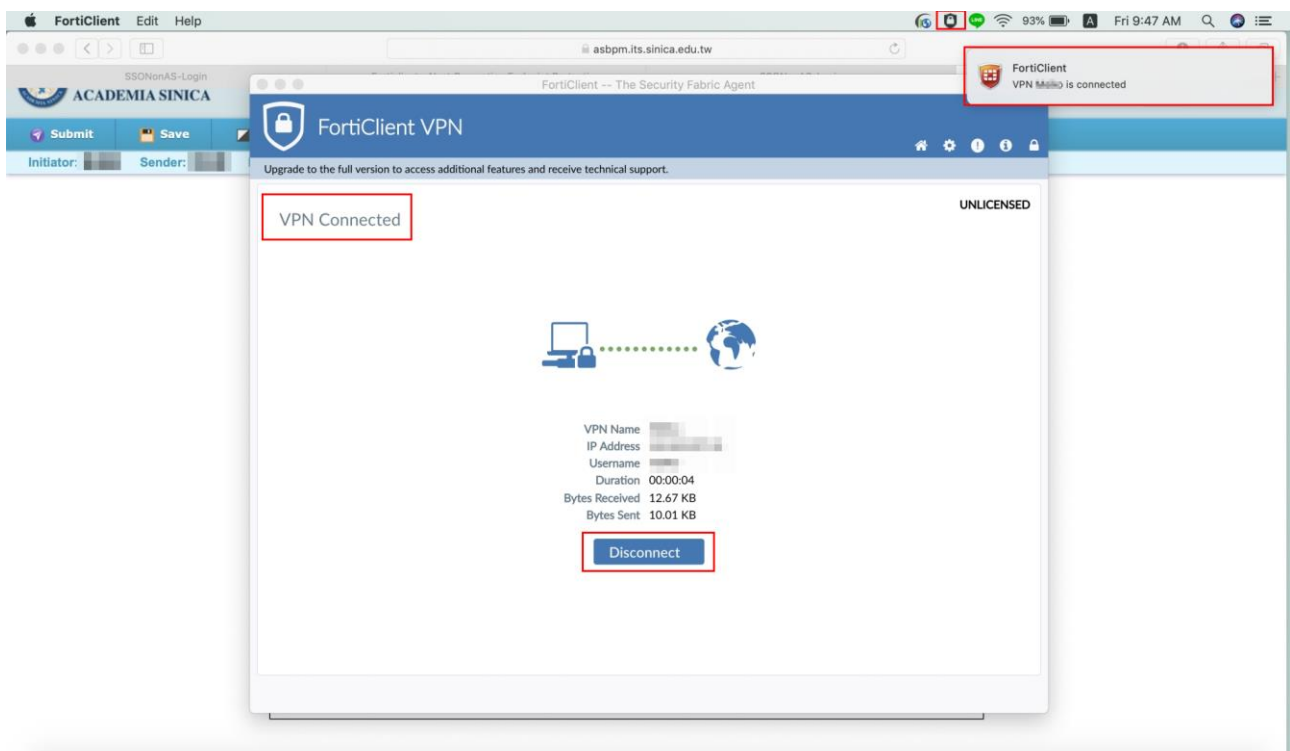 FortiClient Edit Help 93% A Fri 9:47 AM
asbpm.its.sinica.edu.tw
FortiClient
VPN is connected
SSONonAS-Login
ACADEMIA SINICA
FortiClient -- The Security Fabric Agent
Submit Save
FortiClient VPN
Initiator: Sender:
Upgrade to the full version to access additional features and receive technical support.
VPN Connected
UNLICENSED
VPN Name
IP Address
Username
Duration 00:00:04
Bytes Received 12.67 KB
Bytes Sent 10.01 KB
Disconnect